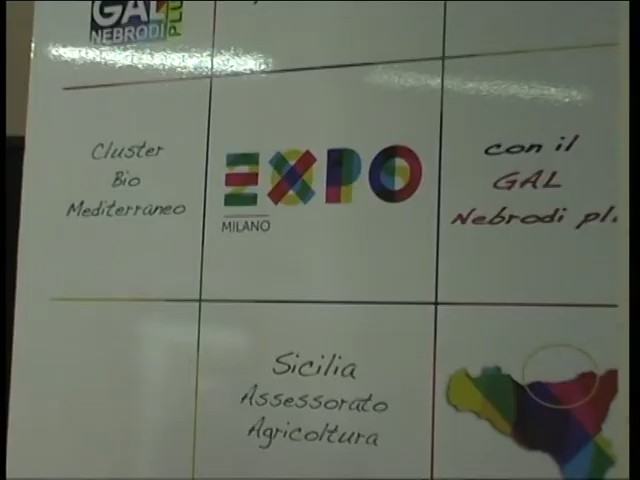 GAL
NEBRODI
PLUS
Cluster
Bio
Mediterraneo
EXPO
MILANO
con il
GAL
Nebrodi pl.
Sicilia
Assessorato
Agricoltura